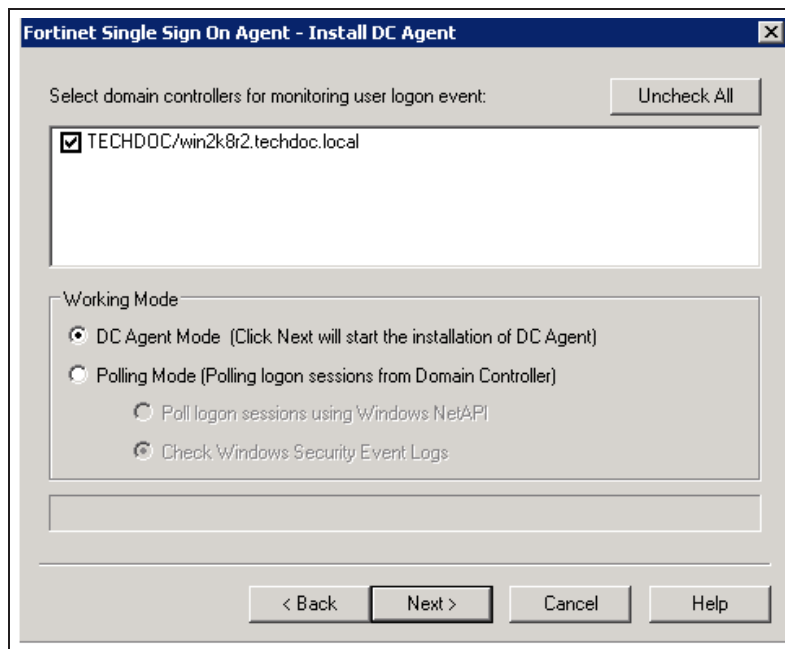 Fortinet Single Sign On Agent - Install DC Agent
Select domain controllers for monitoring user logon event:
Uncheck All
TECHDOC/win2k8r2.techdoc.local
Working Mode
DC Agent Mode  (Click Next will start the installation of DC Agent)
Polling Mode (Polling logon sessions from Domain Controller)
Poll logon sessions using Windows NetAPI
Check Windows Security Event Logs
< Back
Next >
Cancel
Help